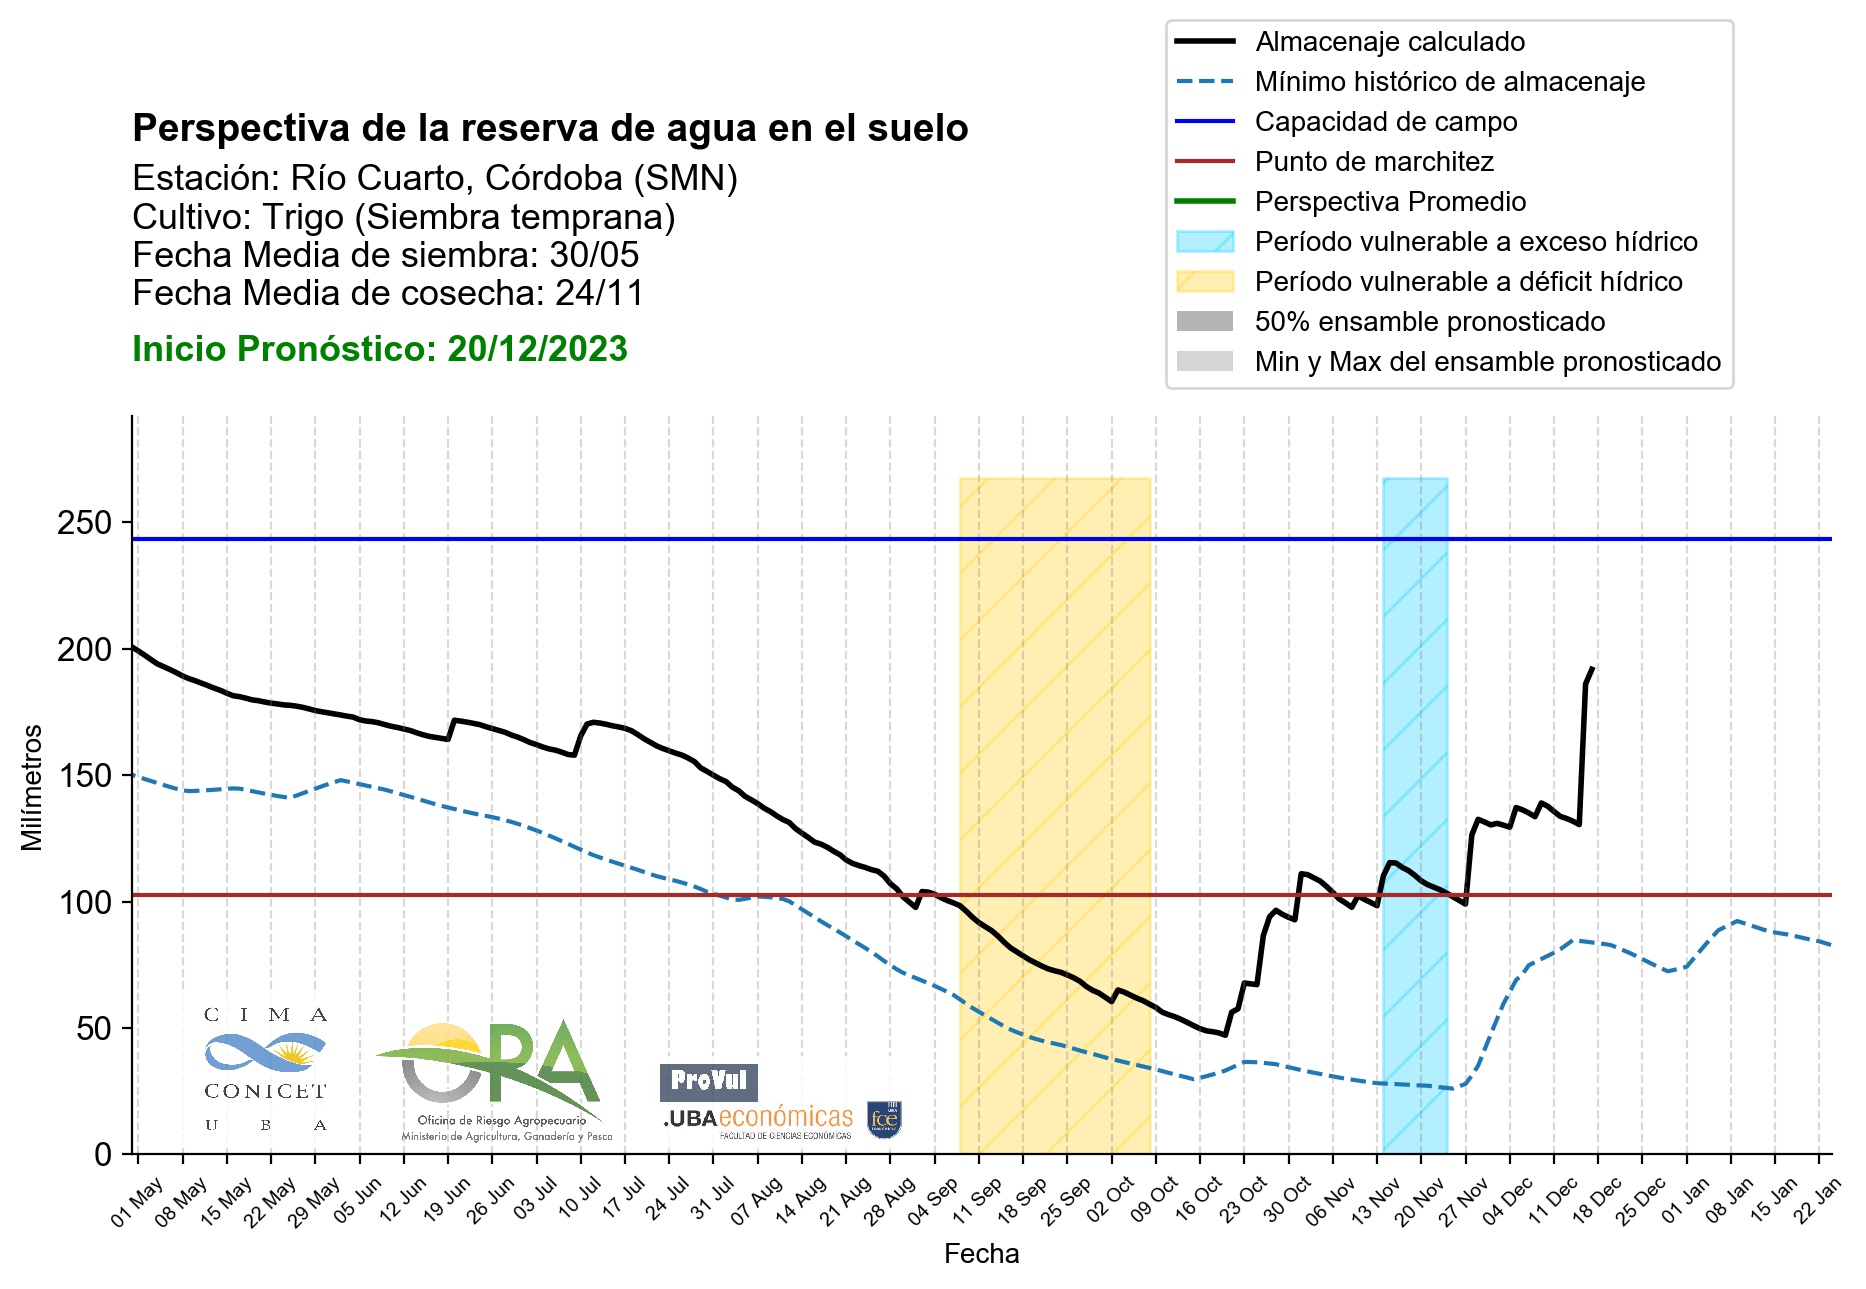 Almacenaje calculado
Mínimo histórico de almacenaje
Capacidad de campo
Punto de marchitez
Perspectiva Promedio
Período vulnerable a exceso hídrico
Período vulnerable a déficit hídrico
50% ensamble pronosticado
Min y Max del ensamble pronosticado
Perspectiva de la reserva de agua en el suelo
Estación: Río Cuarto, Córdoba (SMN)
Cultivo: Trigo (Siembra temprana)
Fecha Media de siembra: 30/05
Fecha Media de cosecha: 24/11
Inicio Pronóstico: 20/12/2023
Milímetros
250
200
150
100
50
0
CIMA
CONICET
UBA
OPA
Oficina de Riesgo Agropecuario
Ministerio de Agricultura, Ganadería y Pesca
ProVul
.UBAeconómicas
FACULTAD DE CIENCIAS ECONÓMICAS
fce
01 May
08 May
15 May
22 May
29 May
05 Jun
12 Jun
19 Jun
26 Jun
03 Jul
10 Jul
17 Jul
24 Jul
31 Jul
07 Aug
14 Aug
21 Aug
28 Aug
04 Sep
11 Sep
18 Sep
25 Sep
02 Oct
09 Oct
16 Oct
23 Oct
30 Oct
06 Nov
13 Nov
20 Nov
27 Nov
04 Dec
11 Dec
18 Dec
25 Dec
01 Jan
08 Jan
15 Jan
22 Jan
Fecha